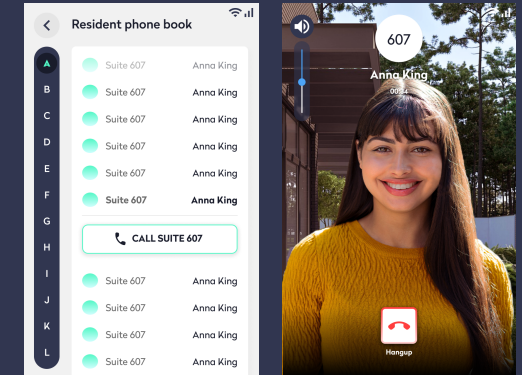 Resident phone book
A
B
C
D
E
F
G
H
I
J
K
L
Suite 607 Anna King
Suite 607 Anna King
Suite 607 Anna King
Suite 607 Anna King
Suite 607 Anna King
Suite 607 Anna King
CALL SUITE 607
Suite 607 Anna King
Suite 607 Anna King
Suite 607 Anna King
Suite 607 Anna King
607
Anna King
Hangup